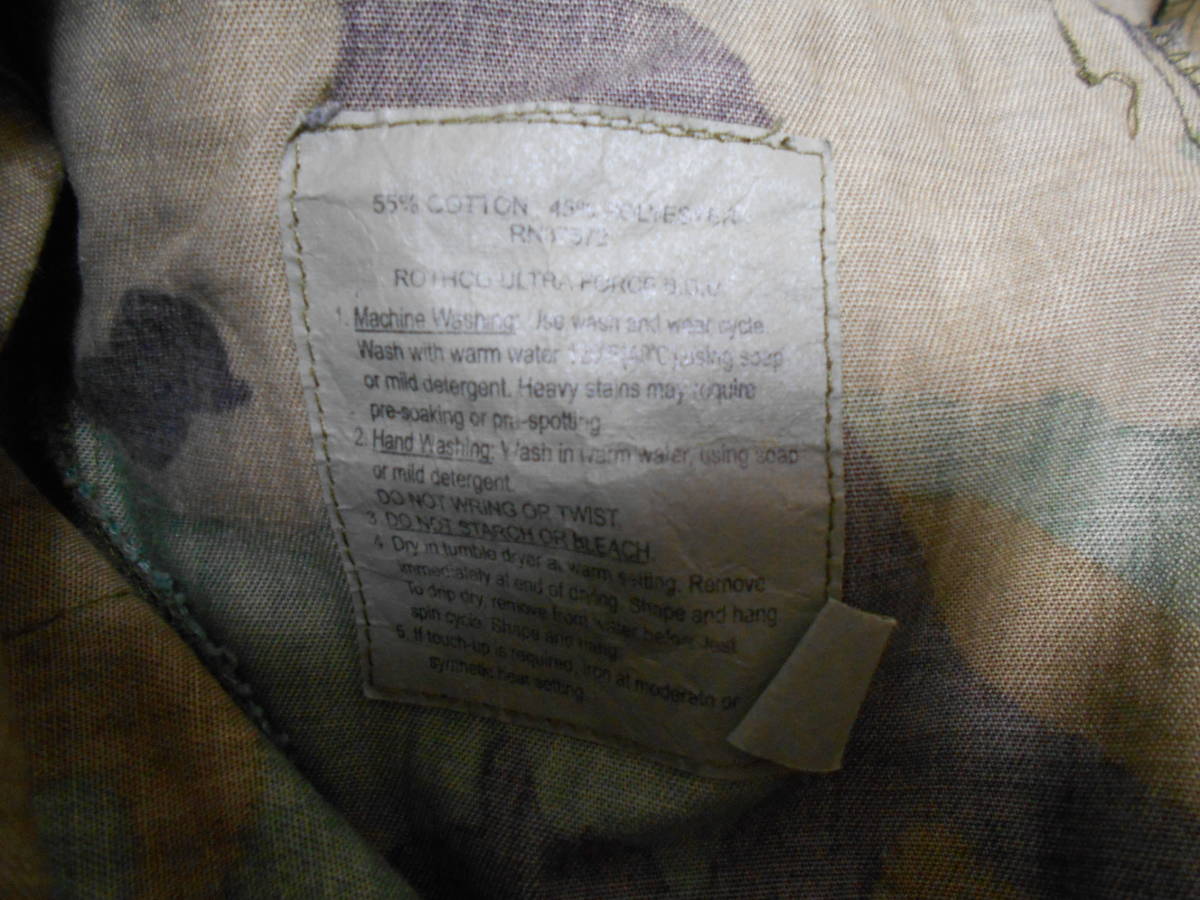 55% COTTON 45% POLYESTER
ROTHCO ULTRA FORCE B.D.U.
1. Machine Washing: Use wash and wear cycle.
Wash with warm water using soap
or mild detergent. Heavy stains may require
pre-soaking or pre-spotting
2. Hand Washing: Wash in warm water, using soap
or mild detergent.
DO NOT WRING OR TWIST.
3. DO NOT STARCH OR BLEACH.
4. Dry in tumble dryer at warm setting. Remove
immediately at end of drying. Shape and hang
To drip dry, remove from water before last
spin cycle. Shape and hang.
5. If touch-up is required, iron at moderate or
synthetic heat setting.